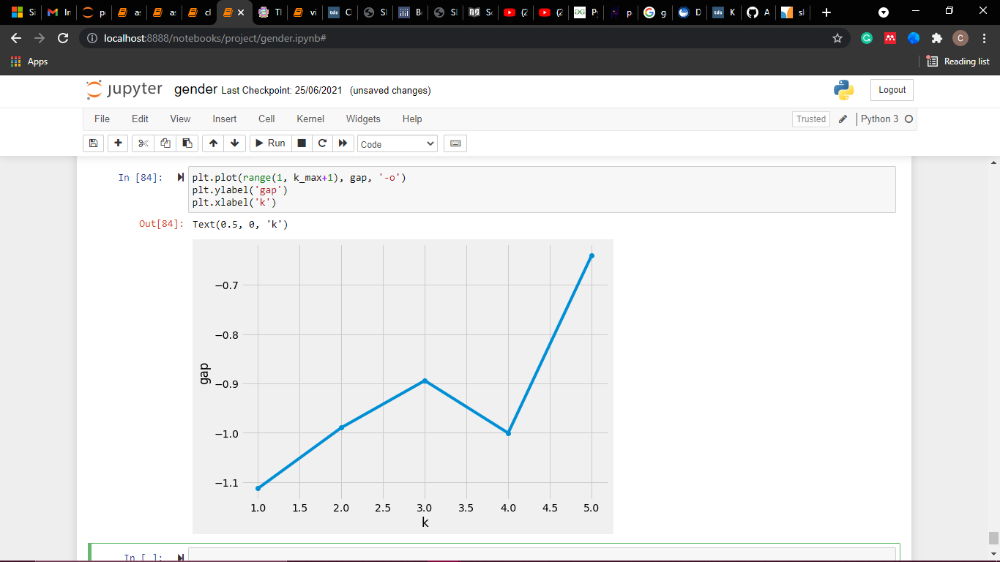 Si
M
In
p
a
a
cl
Tl
vi
tds
C
Sl
B
Sl
S
(2
(2
P
p
g
D
tds
K
A
sl
localhost:8888/notebooks/project/gender.ipynb#
C
Apps
Reading list
jupyter gender Last Checkpoint: 25/06/2021 (unsaved changes)
Logout
File Edit View Insert Cell Kernel Widgets Help
Trusted Python 3
Run Code
In [84]: plt.plot(range(1, k_max+1), gap, '-o')
plt.ylabel('gap')
plt.xlabel('k')
Out[84]: Text(0.5, 0, 'k')
−0.7
−0.8
−0.9
−1.0
−1.1
gap
1.0 1.5 2.0 2.5 3.0 3.5 4.0 4.5 5.0
k
In [ ]: